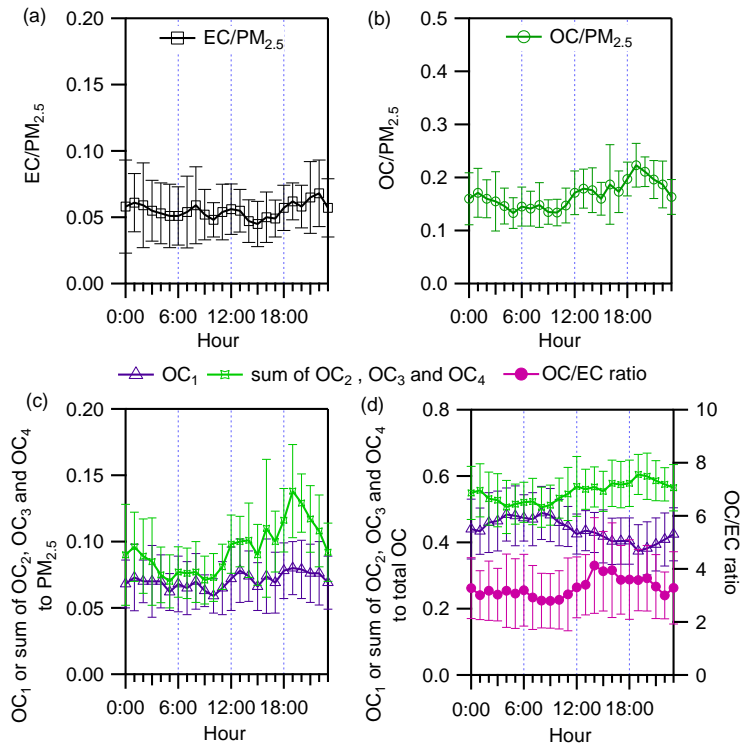 (a)
EC/PM2.5
0.20
0.15
0.10
0.05
0.00
EC/PM2.5
0:00 6:00 12:00 18:00
Hour
(b)
OC/PM2.5
0.5
0.4
0.3
0.2
0.1
0.0
OC/PM2.5
0:00 6:00 12:00 18:00
Hour
OC1 sum of OC2 , OC3 and OC4 OC/EC ratio
(c)
OC1 or sum of OC2, OC3 and OC4
to PM2.5
0.20
0.15
0.10
0.05
0.00
0:00 6:00 12:00 18:00
Hour
(d)
OC1 or sum of OC2, OC3 and OC4
to total OC
0.8
0.6
0.4
0.2
0.0
10
8
6
4
2
0
OC/EC ratio
0:00 6:00 12:00 18:00
Hour